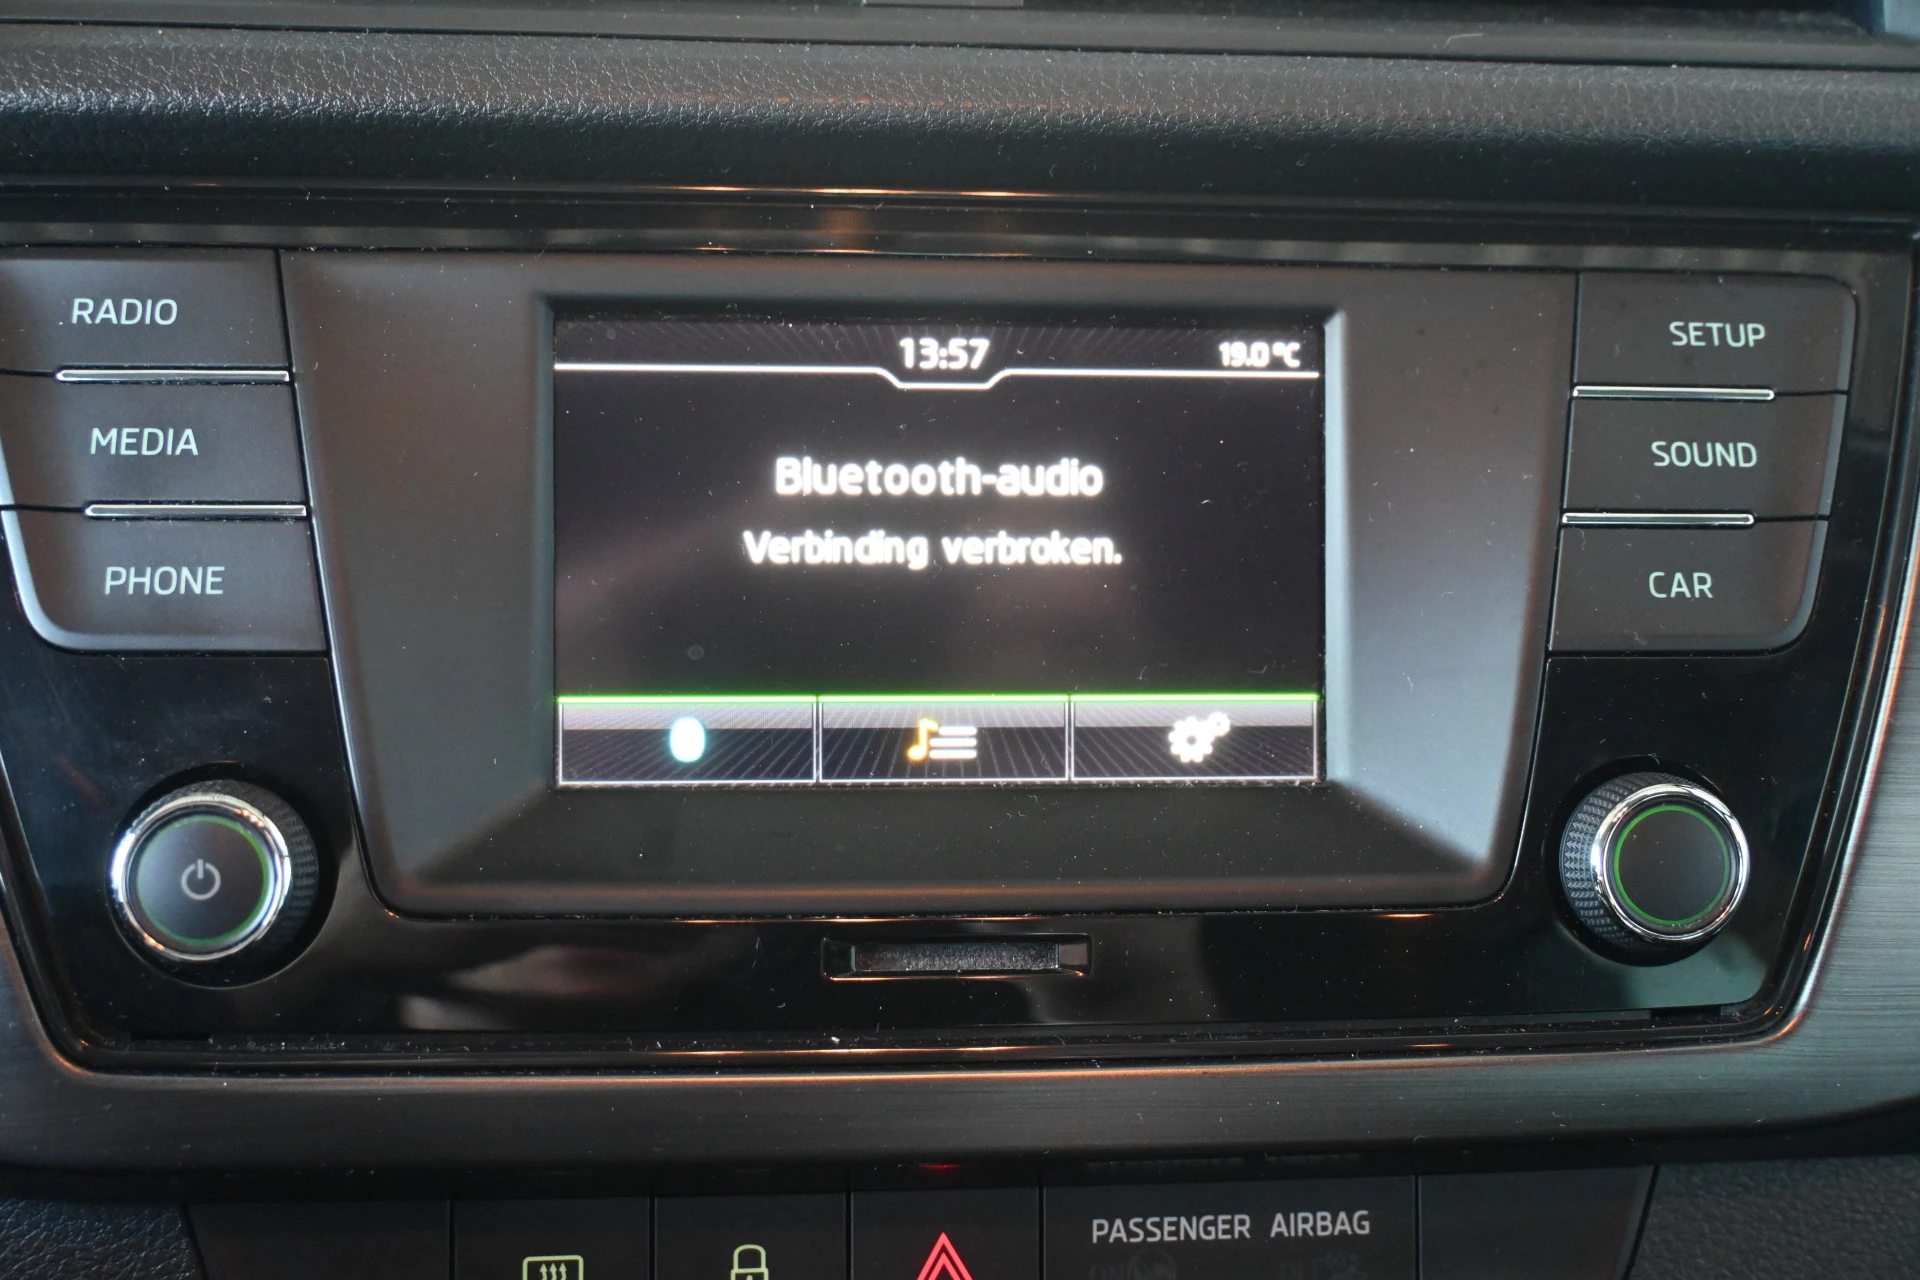 RADIO
MEDIA
PHONE
13:57
19.0°C
Bluetooth-audio
Verbinding verbroken.
SETUP
SOUND
CAR
PASSENGER AIRBAG